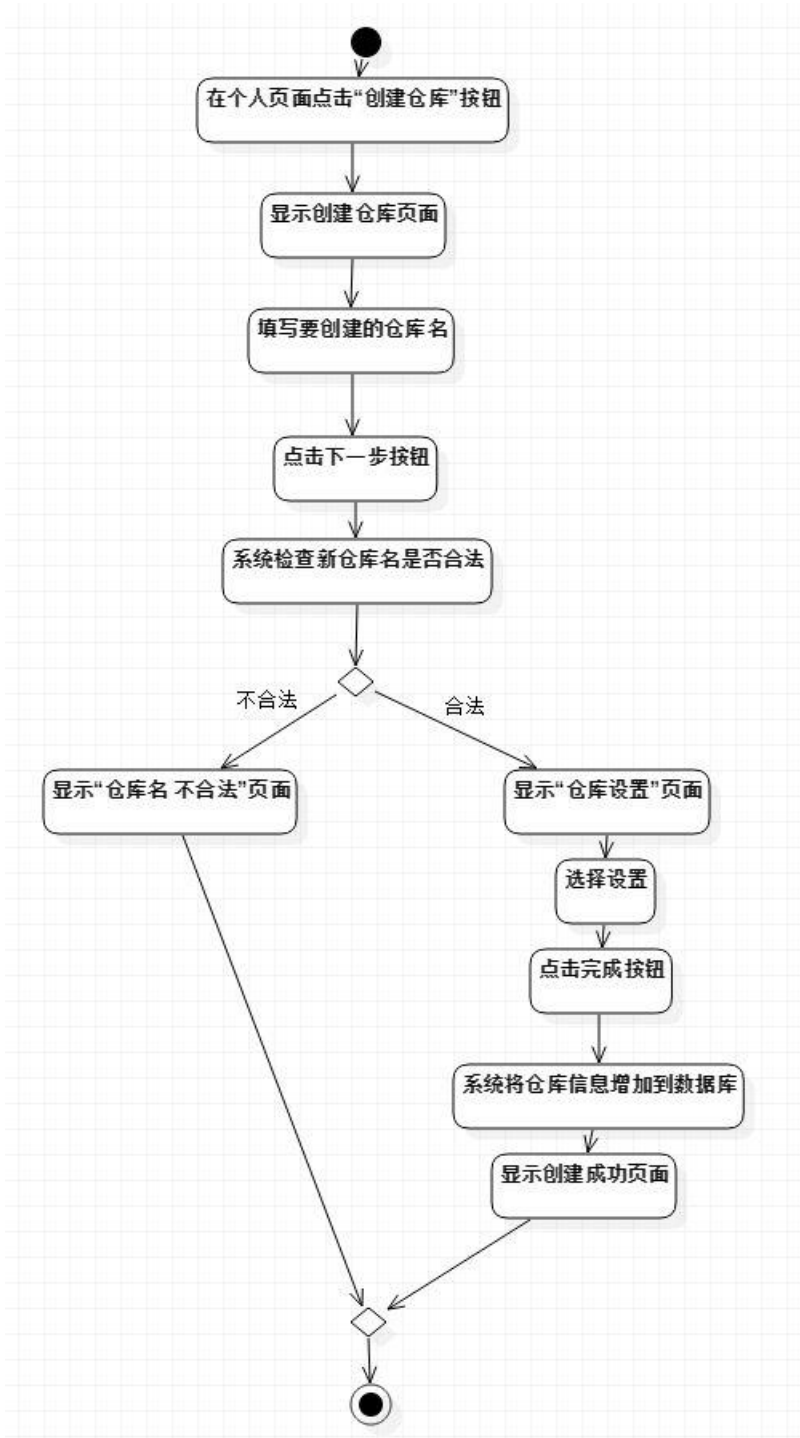 在个人页面点击“创建仓库”按钮
显示创建仓库页面
填写要创建的仓库名
点击下一步按钮
系统检查新仓库名是否合法
不合法
合法
显示“仓库名 不合法”页面
显示“仓库设置”页面
选择设置
点击完成按钮
系统将仓库信息增加到数据库
显示创建成功页面